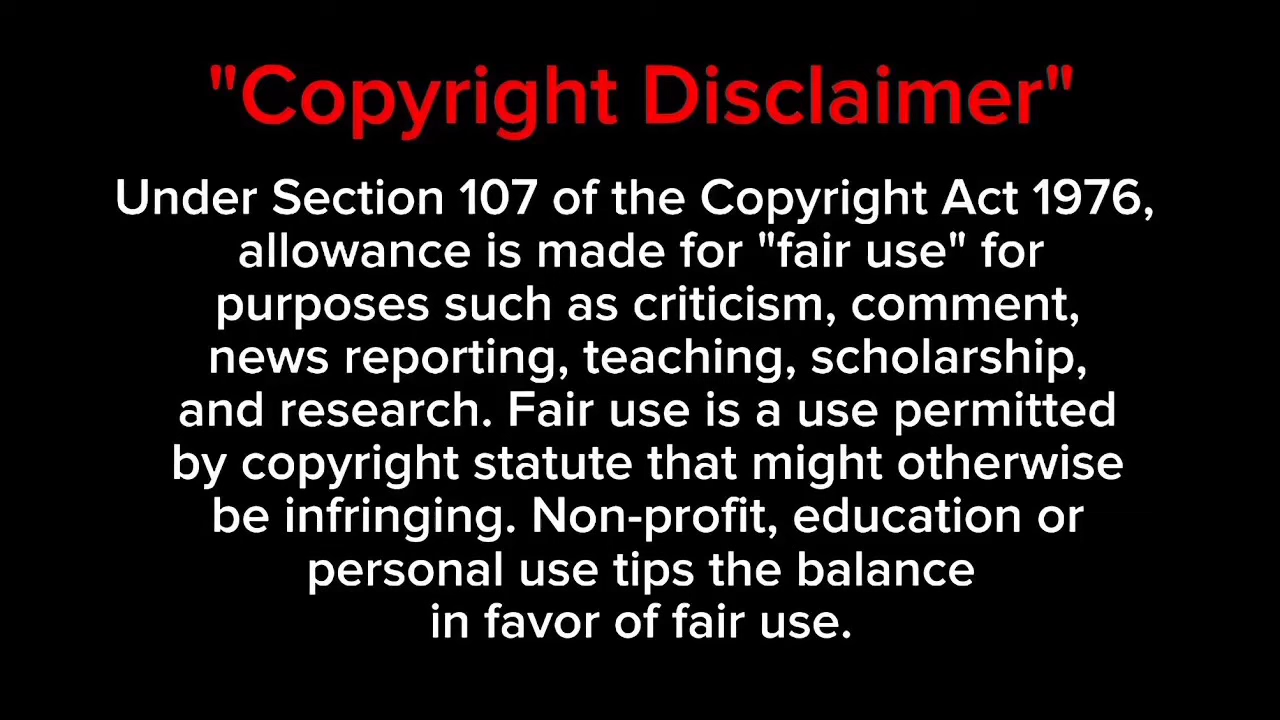 "Copyright Disclaimer"
Under Section 107 of the Copyright Act 1976,
allowance is made for "fair use" for
purposes such as criticism, comment,
news reporting, teaching, scholarship,
and research. Fair use is a use permitted
by copyright statute that might otherwise
be infringing. Non-profit, education or
personal use tips the balance
in favor of fair use.